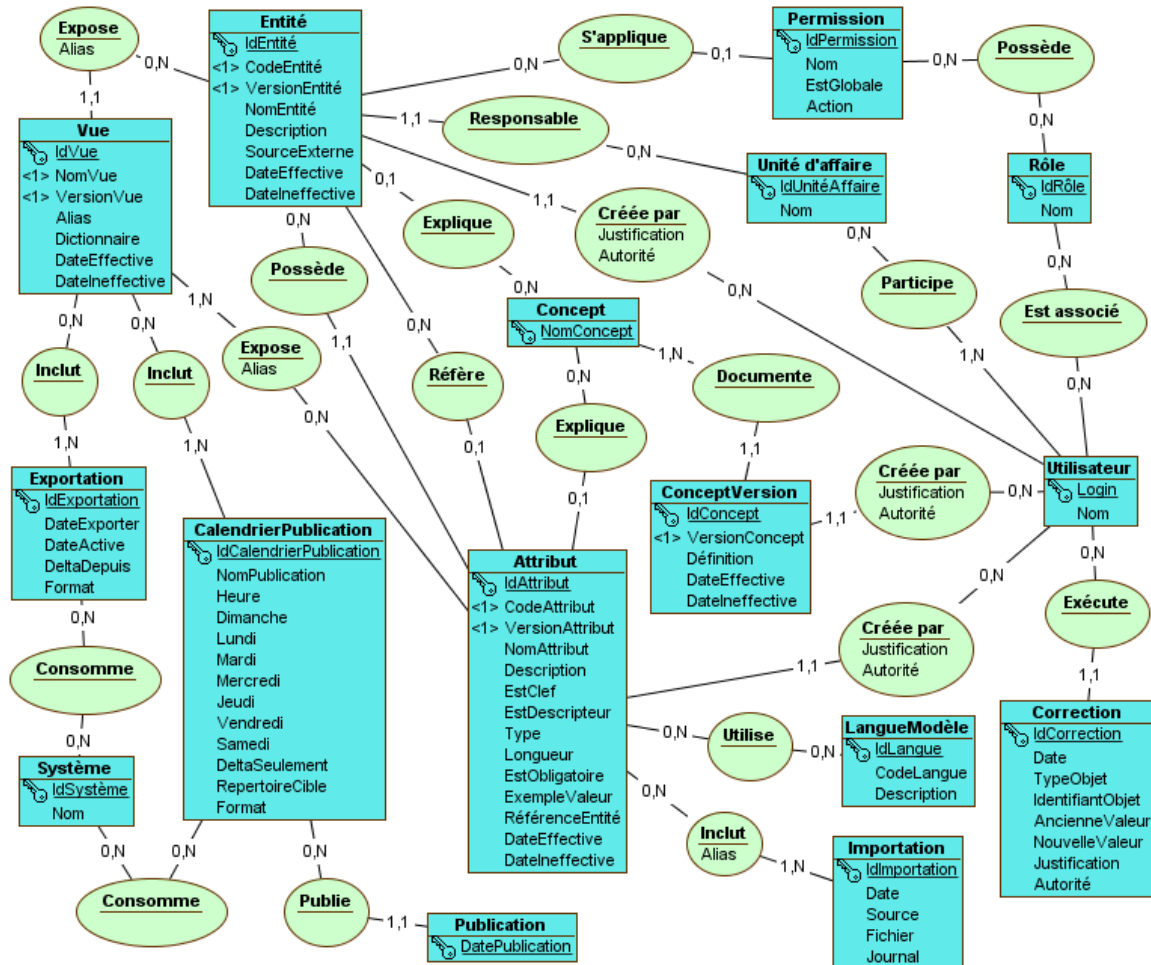 Expose
Alias
0,N
1,1
Entité
IdEntité
<1> CodeEntité
<1> VersionEntité
NomEntité
Description
SourceExterne
DateEffective
DateIneffective
S'applique
0,N
0,1
Permission
IdPermission
Nom
EstGlobale
Action
0,N
Possède
0,N
1,1
Responsable
0,N
Unité d'affaire
IdUnitéAffaire
Nom
Rôle
IdRôle
Nom
Vue
IdVue
<1> NomVue
<1> VersionVue
Alias
Dictionnaire
DateEffective
DateIneffective
0,1
Explique
0,N
1,1
Créée par
Justification
Autorité
0,N
0,N
Participe
1,N
0,N
Est associé
0,N
0,N
Possède
1,1
0,N
Réfère
0,1
Concept
NomConcept
1,N
Documente
1,1
0,N
Explique
0,1
0,N
Inclut
1,N
0,N
Inclut
1,N
1,N
Expose
Alias
0,N
Exportation
IdExportation
DateExporter
DateActive
DeltaDepuis
Format
CalendrierPublication
IdCalendrierPublication
NomPublication
Heure
Dimanche
Lundi
Mardi
Mercredi
Jeudi
Vendredi
Samedi
DeltaSeulement
RepertoireCible
Format
Attribut
IdAttribut
<1> CodeAttribut
<1> VersionAttribut
NomAttribut
Description
EstClef
EstDescripteur
Type
Longueur
EstObligatoire
ExempleValeur
RéférenceEntité
DateEffective
DateIneffective
ConceptVersion
IdConcept
<1> VersionConcept
Définition
DateEffective
DateIneffective
1,1
Créée par
Justification
Autorité
0,N
Utilisateur
Login
Nom
0,N
Exécute
1,1
0,N
Créée par
Justification
Autorité
1,1
0,N
Utilise
0,N
LangueModèle
IdLangue
CodeLangue
Description
Correction
IdCorrection
Date
TypeObjet
IdentifiantObjet
AncienneValeur
NouvelleValeur
Justification
Autorité
0,N
Inclut
Alias
1,N
Importation
IdImportation
Date
Source
Fichier
Journal
0,N
Consomme
0,N
Système
IdSystème
Nom
0,N
Consomme
0,N
0,N
Publie
1,1
Publication
DatePublication